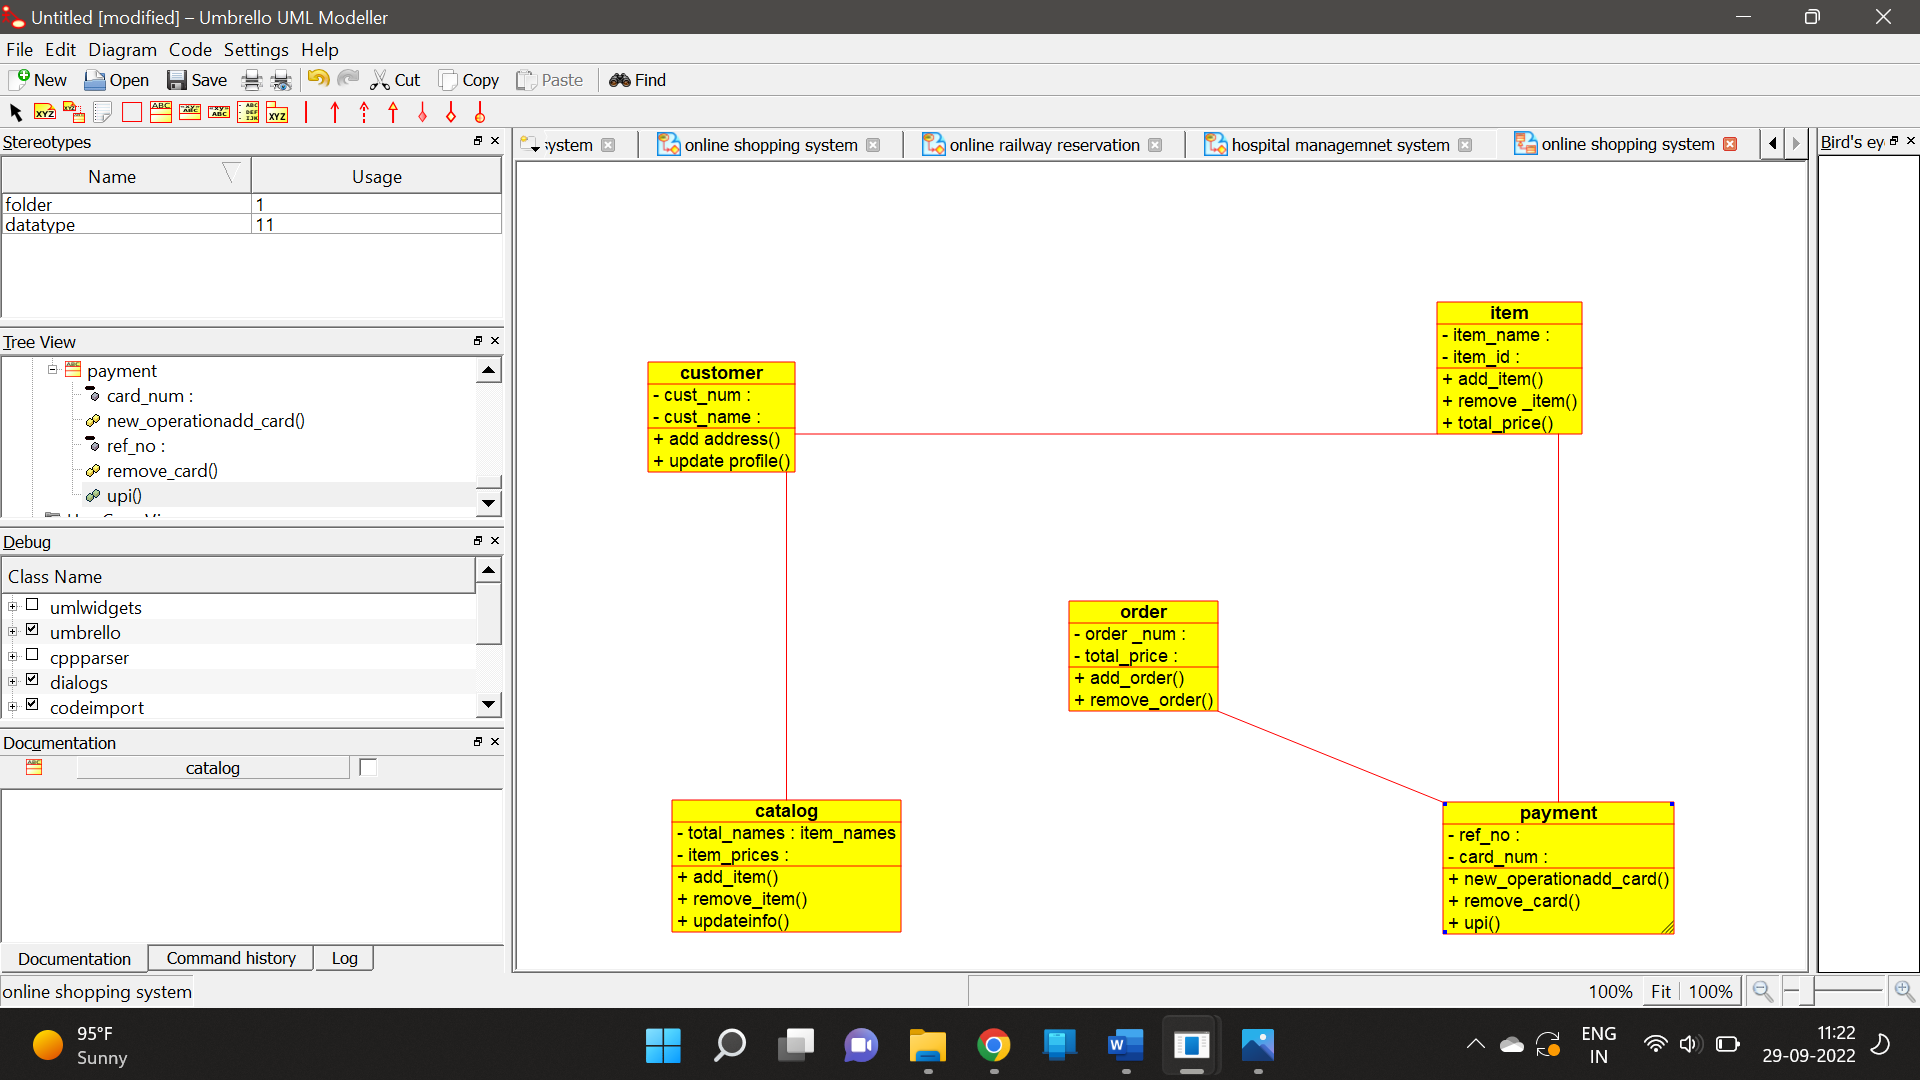 Untitled [modified] – Umbrello UML Modeller
File Edit Diagram Code Settings Help
New Open Save Cut Copy Paste Find
Stereotypes
Name Usage
folder 1
datatype 11
Tree View
payment
card_num :
new_operationadd_card()
ref_no :
remove_card()
upi()
Debug
Class Name
umlwidgets
umbrello
cppparser
dialogs
codeimport
Documentation
catalog
Documentation Command history Log
online shopping system
ystem online shopping system online railway reservation hospital managemnet system online shopping system
Bird's ey
customer
- cust_num :
- cust_name :
+ add address()
+ update profile()
item
- item_name :
- item_id :
+ add_item()
+ remove _item()
+ total_price()
order
- order _num :
- total_price :
+ add_order()
+ remove_order()
catalog
- total_names : item_names
- item_prices :
+ add_item()
+ remove_item()
+ updateinfo()
payment
- ref_no :
- card_num :
+ new_operationadd_card()
+ remove_card()
+ upi()
100% Fit 100%
95°F
Sunny
ENG
IN
11:22
29-09-2022